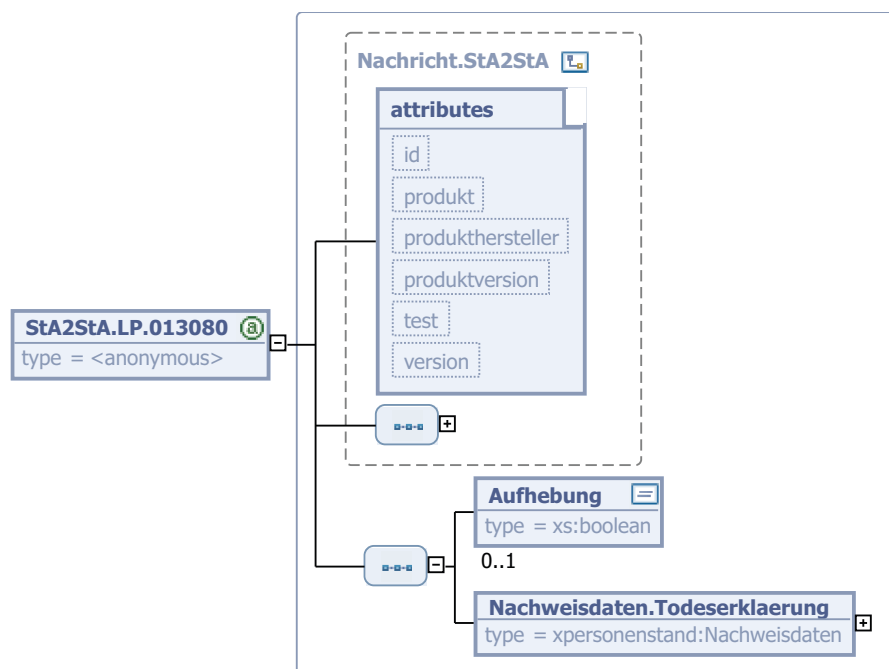 Nachricht.StA2StA
attributes
id
produkt
produkthersteller
produktversion
test
version
StA2StA.LP.013080 @
type = <anonymous>
Aufhebung
type = xs:boolean
0..1
Nachweisdaten.Todeserklaerung
type = xpersonenstand:Nachweisdaten